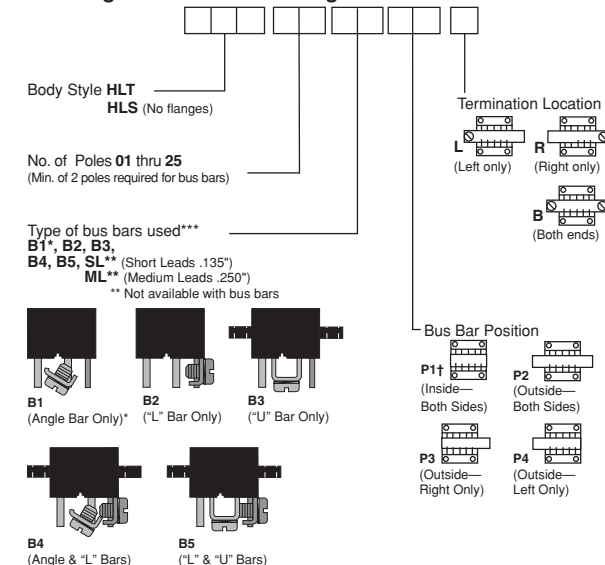 Body Style HLT
HLS (No flanges)
No. of Poles 01 thru 25
(Min. of 2 poles required for bus bars)
Type of bus bars used***
B1*, B2, B3,
B4, B5, SL** (Short Leads .135")
ML** (Medium Leads .250")
** Not available with bus bars
B1
(Angle Bar Only)*
B2
("L" Bar Only)
B3
("U" Bar Only)
B4
(Angle & "L" Bars)
B5
("L" & "U" Bars)
Termination Location
L
(Left only)
R
(Right only)
B
(Both ends)
Bus Bar Position
P1†
(Inside—
Both Sides)
P2
(Outside—
Both Sides)
P3
(Outside—
Right Only)
P4
(Outside—
Left Only)